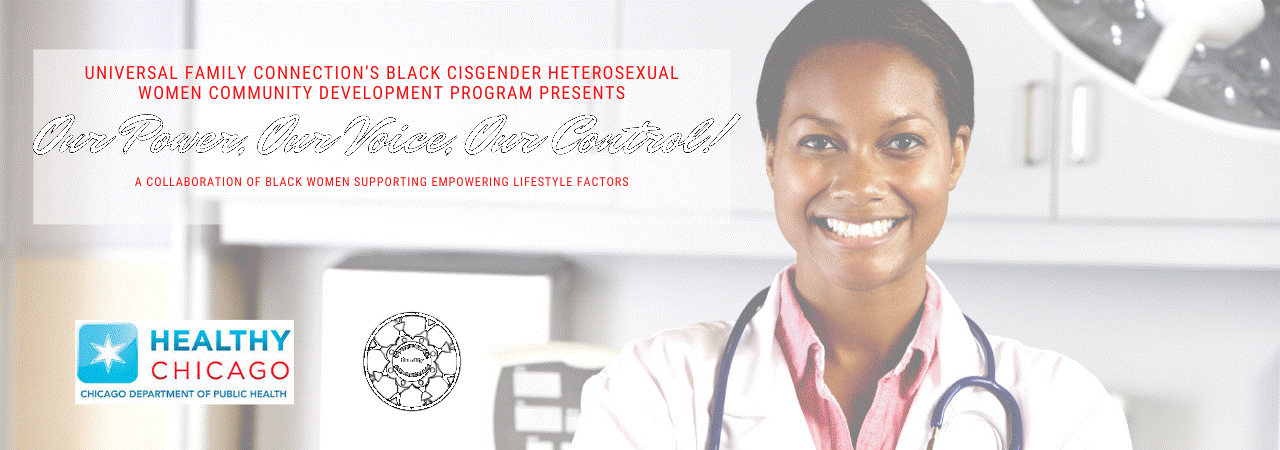 UNIVERSAL FAMILY CONNECTION’S BLACK CISGENDER HETEROSEXUAL
WOMEN COMMUNITY DEVELOPMENT PROGRAM PRESENTS
Our Power, Our Voice, Our Control!
A COLLABORATION OF BLACK WOMEN SUPPORTING EMPOWERING LIFESTYLE FACTORS
HEALTHY
CHICAGO
CHICAGO DEPARTMENT OF PUBLIC HEALTH